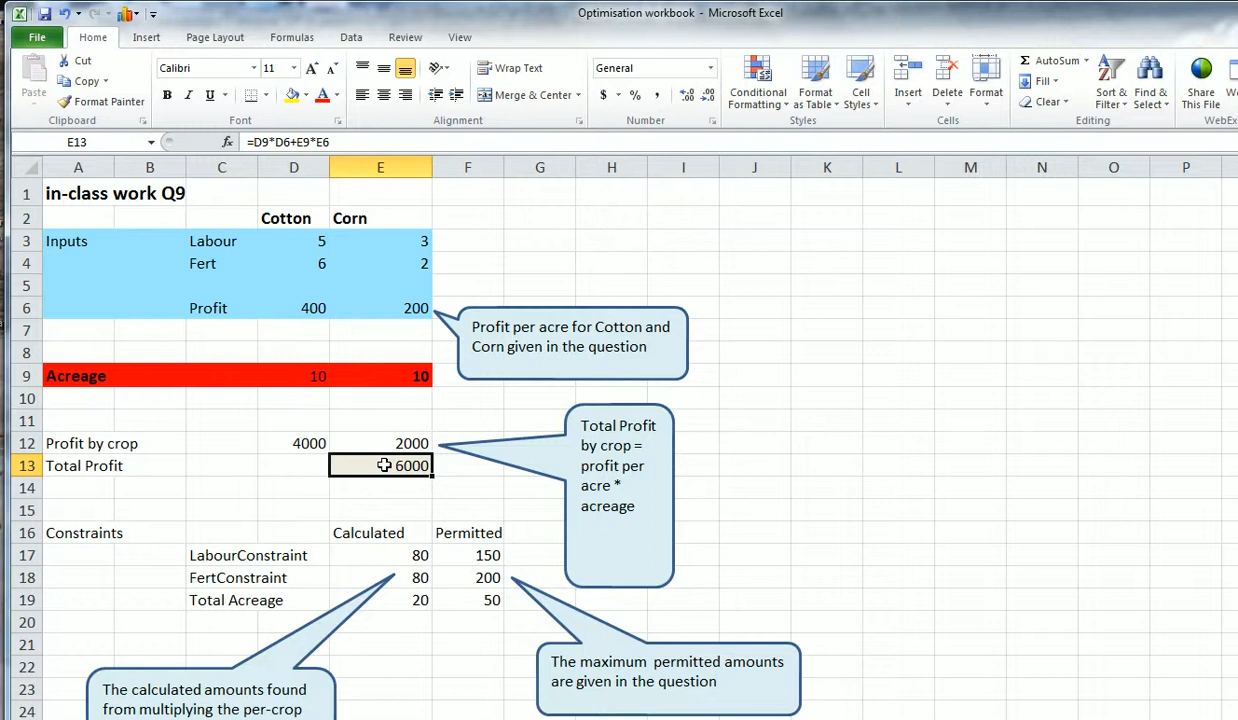 Optimisation workbook - Microsoft Excel
File Home Insert Page Layout Formulas Data Review View
Cut
Copy
Format Painter
Paste
Clipboard
Calibri 11
B I U
Font
Wrap Text
Merge & Center
Alignment
General
$ % ,
Number
Conditional Formatting
Format as Table
Cell Styles
Styles
Insert Delete Format
Cells
AutoSum
Fill
Clear
Sort & Filter
Find & Select
Editing
Share This File
WebEx
E13 fx =D9*D6+E9*E6
A B C D E F G H I J K L M N O P
1 in-class work Q9
2 Cotton Corn
3 Inputs Labour 5 3
4 Fert 6 2
5
6 Profit 400 200
Profit per acre for Cotton and
Corn given in the question
7
8
9 Acreage 10 10
10
11
12 Profit by crop 4000 2000
13 Total Profit 6000
Total Profit
by crop =
profit per
acre *
acreage
14
15
16 Constraints Calculated Permitted
17 LabourConstraint 80 150
18 FertConstraint 80 200
19 Total Acreage 20 50
20
21
22
23
24
The maximum permitted amounts
are given in the question
The calculated amounts found
from multiplying the per-crop